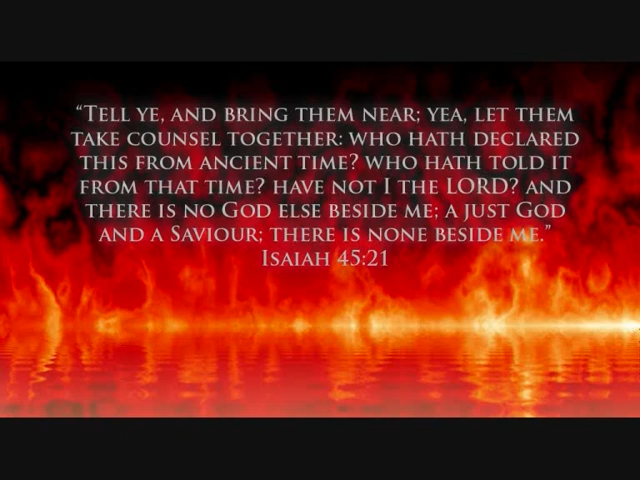 “Tell ye, and bring them near; yea, let them
take counsel together: who hath declared
this from ancient time? who hath told it
from that time? have not I the LORD? and
there is no God else beside me; a just God
and a Saviour; there is none beside me.”
Isaiah 45:21